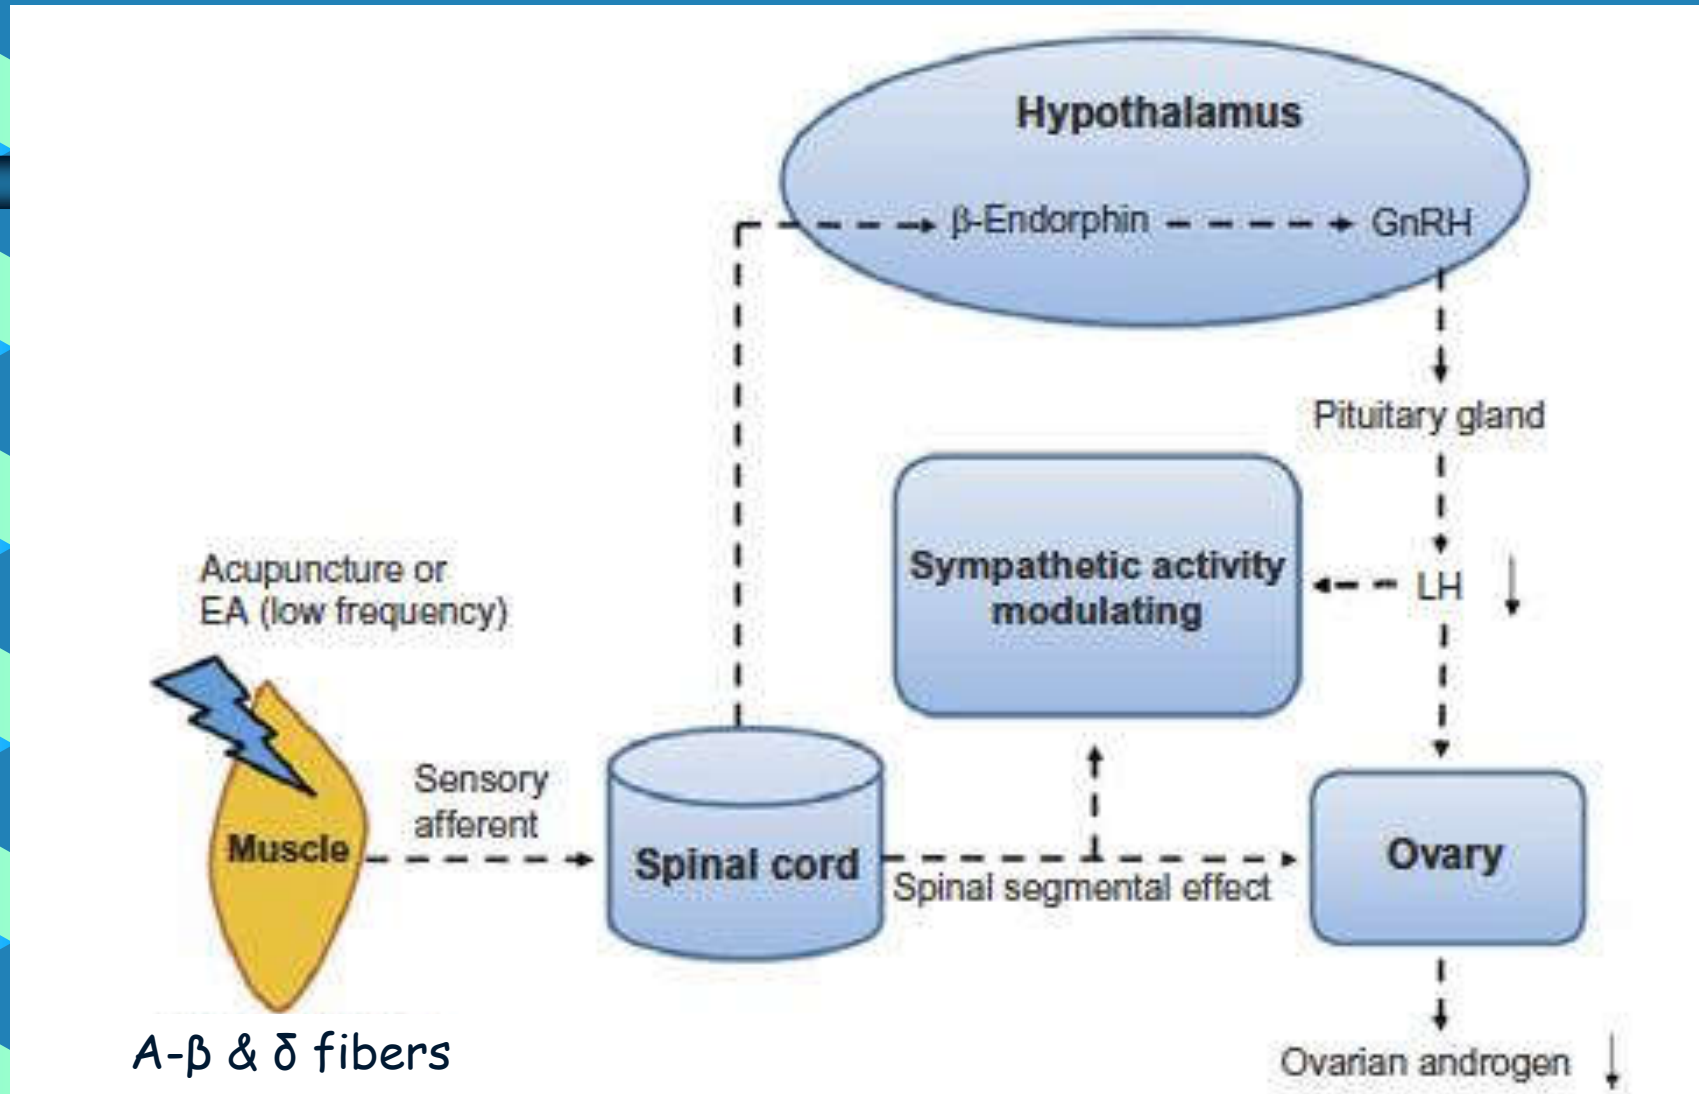 Hypothalamus
β-Endorphin
GnRH
Pituitary gland
Sympathetic activity
modulating
LH
Acupuncture or
EA (low frequency)
Sensory
afferent
Muscle
Spinal cord
Spinal segmental effect
Ovary
A-β & δ fibers
Ovarian androgen